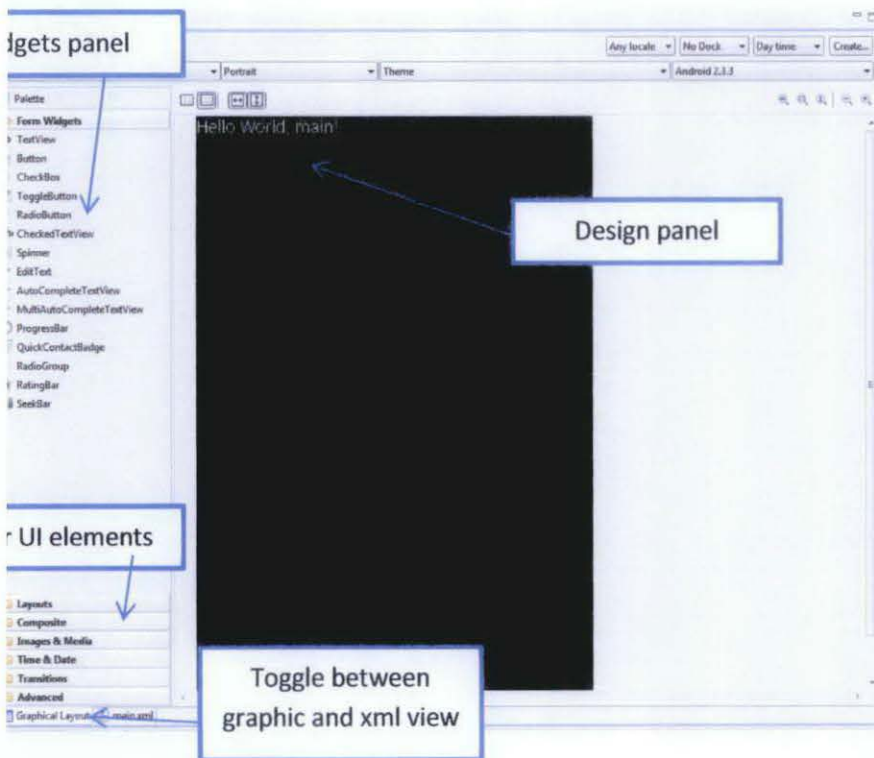 dgets panel
Any locale
No Dock
Day time
Create...
Portrait
Theme
Android 2.3.3
Palette
Form Widgets
TextView
Button
CheckBox
ToggleButton
RadioButton
CheckedTextView
Spinner
EditText
AutoCompleteTextView
MultiAutoCompleteTextView
ProgressBar
QuickContactBadge
RadioGroup
RatingBar
SeekBar
Hello World, main!
Design panel
r UI elements
Layouts
Composite
Images & Media
Time & Date
Transitions
Advanced
Graphical Layout
main.xml
Toggle between
graphic and xml view